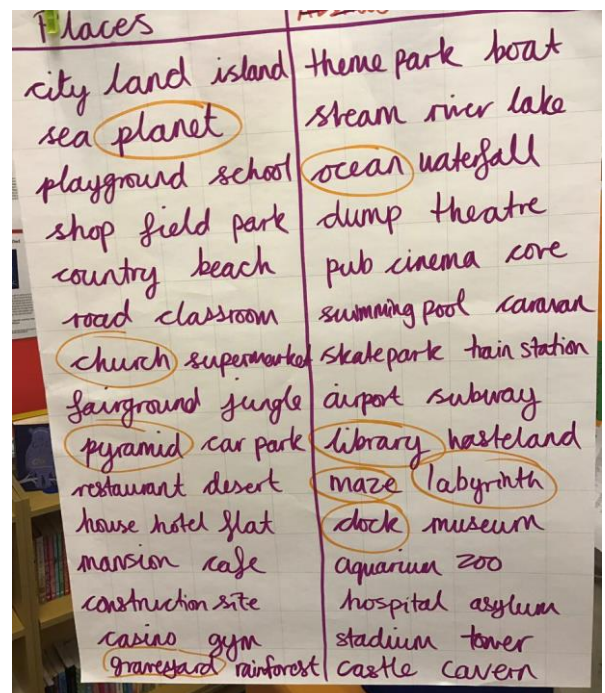 Places
city land island
sea planet
playground school
shop field park
country beach
road classroom
church supermarket
fairground jungle
pyramid car park
restaurant desert
house hotel flat
mansion cafe
construction site
casino gym
graveyard rainforest
theme park boat
steam river lake
ocean waterfall
dump theatre
pub cinema cove
swimming pool caravan
skatepark train station
airport subway
library wasteland
maze labyrinth
dock museum
aquarium zoo
hospital asylum
stadium tower
castle cavern